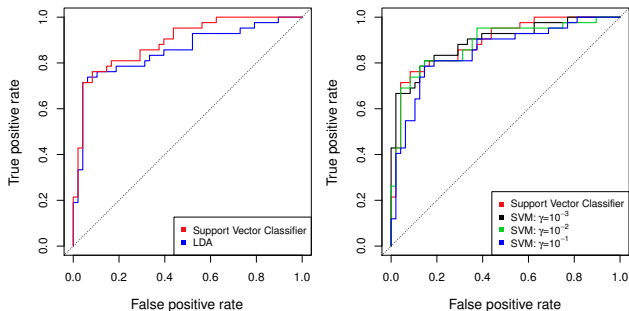 1.0
0.8
0.6
0.4
0.2
0.0
True positive rate
0.0 0.2 0.4 0.6 0.8 1.0
False positive rate
Support Vector Classifier
LDA
1.0
0.8
0.6
0.4
0.2
0.0
True positive rate
0.0 0.2 0.4 0.6 0.8 1.0
False positive rate
Support Vector Classifier
SVM: γ=10⁻³
SVM: γ=10⁻²
SVM: γ=10⁻¹